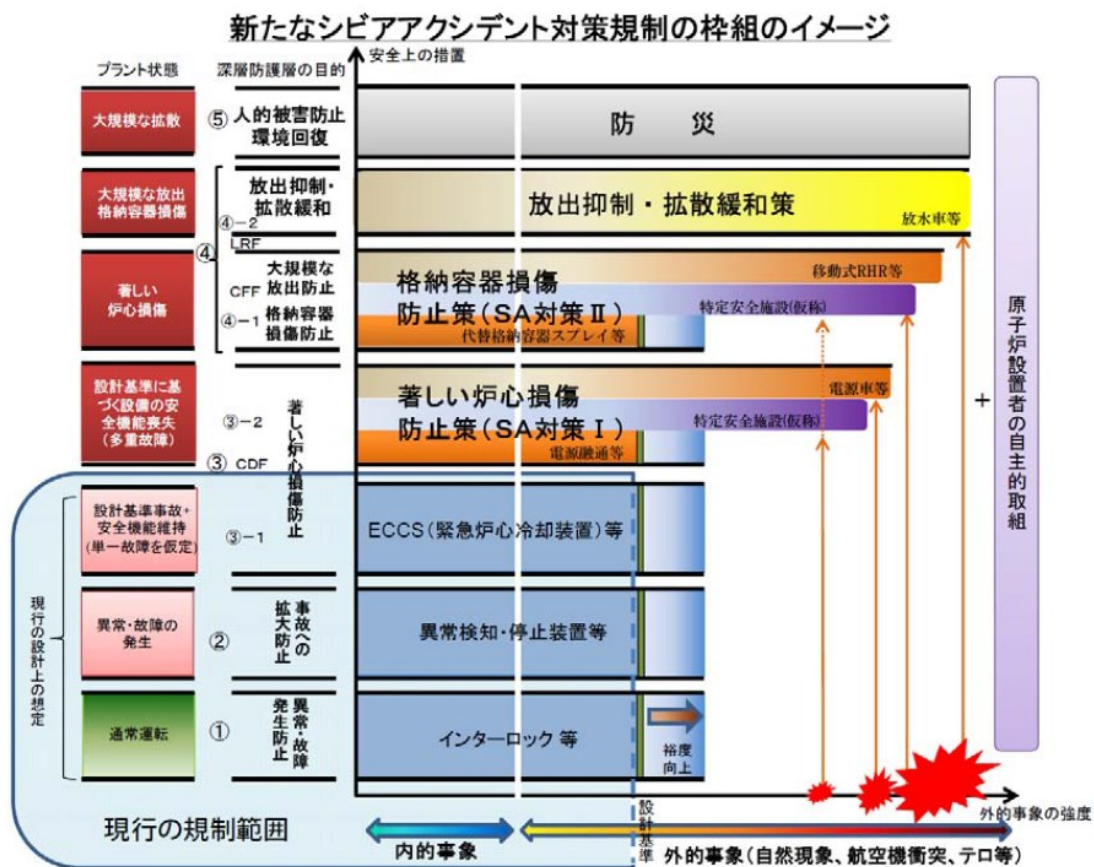 新たなシビアアクシデント対策規制の枠組のイメージ
プラント状態
深層防護層の目的
安全上の措置
大規模な拡散
⑤
人的被害防止
環境回復
防 災
大規模な放出
格納容器損傷
④-2
放出抑制・
拡散緩和
放出抑制・拡散緩和策
放水車等
LRF
④
著しい
炉心損傷
CFF
大規模な
放出防止
④-1
格納容器
損傷防止
格納容器損傷
防止策(SA対策Ⅱ)
移動式RHR等
特定安全施設(仮称)
代替格納容器スプレイ等
設計基準に基
づく設備の安
全機能喪失
(多重故障)
③-2
③
CDF
著しい炉心損傷防止
著しい炉心損傷
防止策(SA対策Ⅰ)
電源車等
特定安全施設(仮称)
電源融通等
設計基準事故+
安全機能維持
(単一故障を仮定)
③-1
ECCS(緊急炉心冷却装置)等
現行の設計上の想定
異常・故障の
発生
②
事故への
拡大防止
異常検知・停止装置等
通常運転
①
異常・故障
発生防止
インターロック 等
裕度
向上
+
原子炉設置者の自主的取組
外的事象の強度
現行の規制範囲
内的事象
設計基準
外的事象(自然現象、航空機衝突、テロ等)